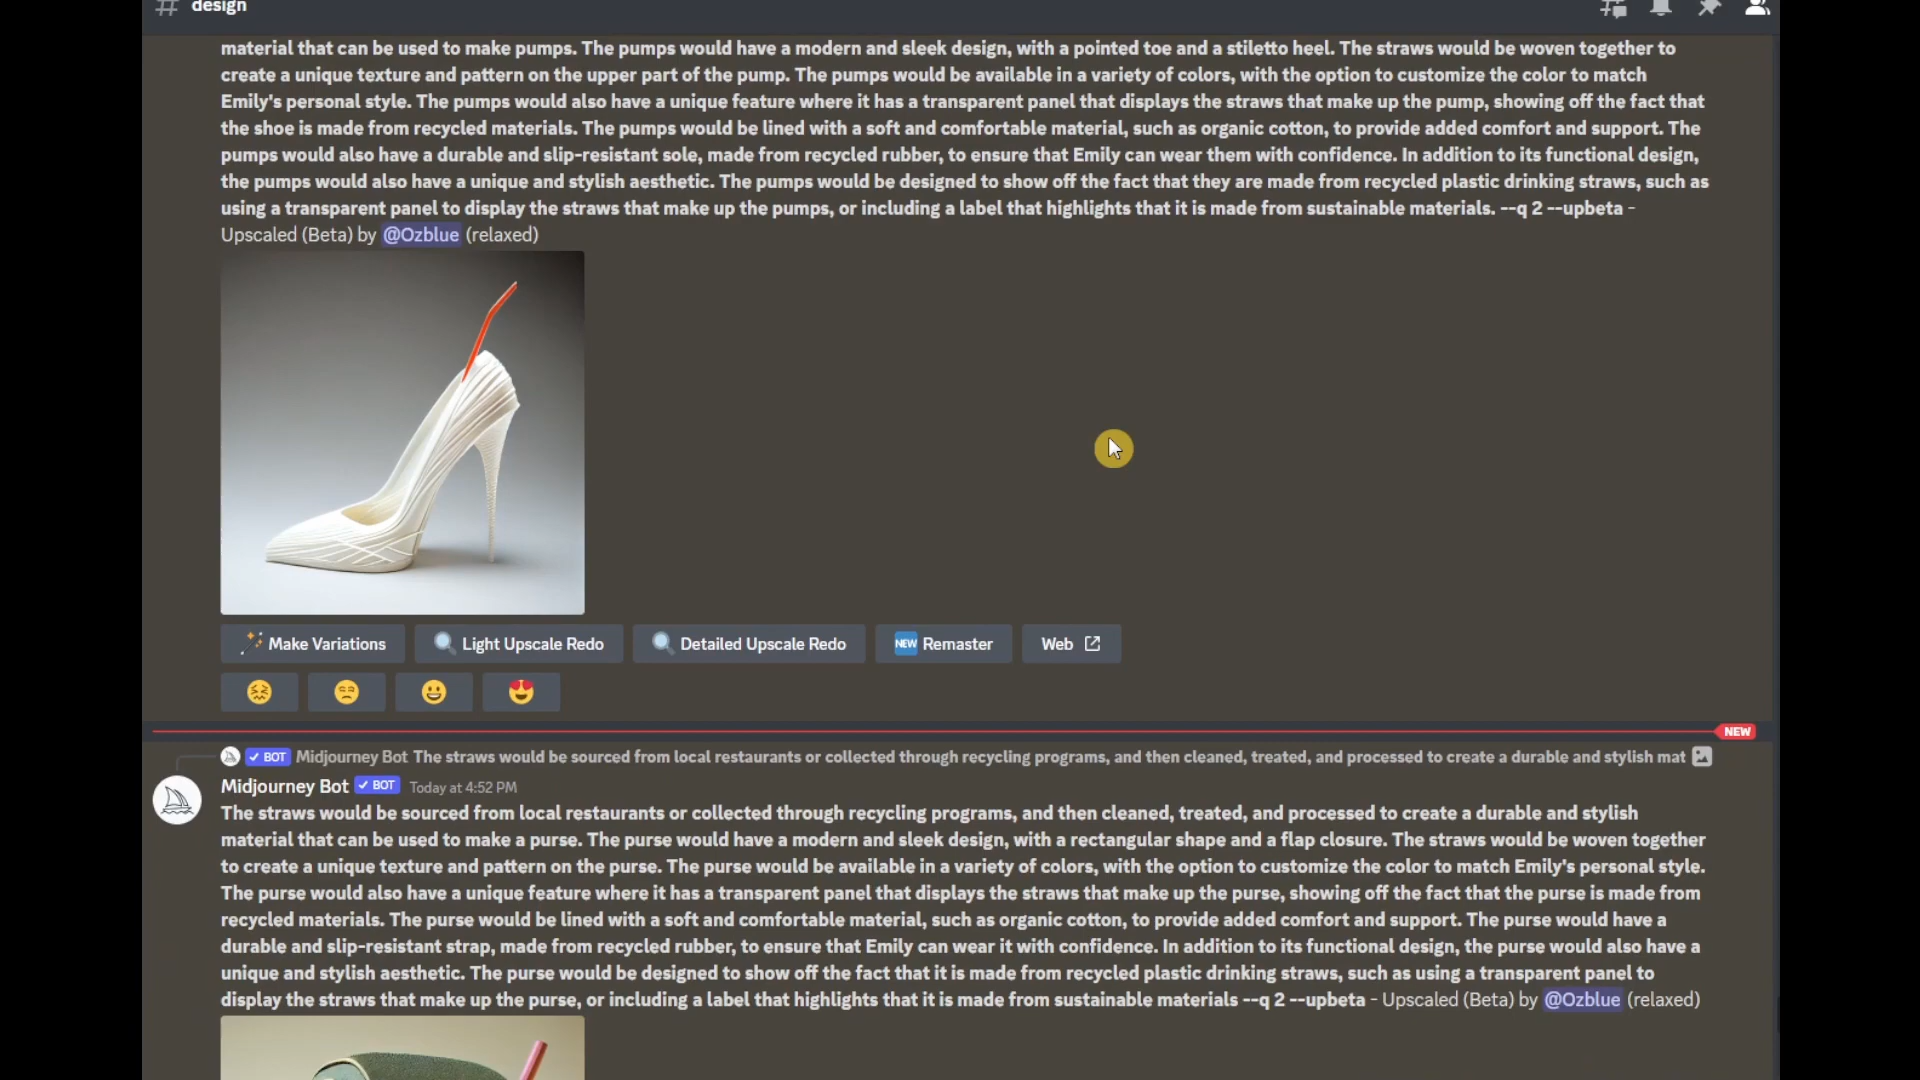 design
material that can be used to make pumps. The pumps would have a modern and sleek design, with a pointed toe and a stiletto heel. The straws would be woven together to
create a unique texture and pattern on the upper part of the pump. The pumps would be available in a variety of colors, with the option to customize the color to match
Emily's personal style. The pumps would also have a unique feature where it has a transparent panel that displays the straws that make up the pump, showing off the fact that
the shoe is made from recycled materials. The pumps would be lined with a soft and comfortable material, such as organic cotton, to provide added comfort and support. The
pumps would also have a durable and slip-resistant sole, made from recycled rubber, to ensure that Emily can wear them with confidence. In addition to its functional design,
the pumps would also have a unique and stylish aesthetic. The pumps would be designed to show off the fact that they are made from recycled plastic drinking straws, such as
using a transparent panel to display the straws that make up the pumps, or including a label that highlights that it is made from sustainable materials. --q 2 --upbeta -
Upscaled (Beta) by @Ozblue (relaxed)
Make Variations Light Upscale Redo Detailed Upscale Redo NEW Remaster Web
NEW
BOT Midjourney Bot The straws would be sourced from local restaurants or collected through recycling programs, and then cleaned, treated, and processed to create a durable and stylish mat
Midjourney Bot BOT Today at 4:52 PM
The straws would be sourced from local restaurants or collected through recycling programs, and then cleaned, treated, and processed to create a durable and stylish
material that can be used to make a purse. The purse would have a modern and sleek design, with a rectangular shape and a flap closure. The straws would be woven together
to create a unique texture and pattern on the purse. The purse would be available in a variety of colors, with the option to customize the color to match Emily's personal style.
The purse would also have a unique feature where it has a transparent panel that displays the straws that make up the purse, showing off the fact that the purse is made from
recycled materials. The purse would be lined with a soft and comfortable material, such as organic cotton, to provide added comfort and support. The purse would have a
durable and slip-resistant strap, made from recycled rubber, to ensure that Emily can wear it with confidence. In addition to its functional design, the purse would also have a
unique and stylish aesthetic. The purse would be designed to show off the fact that it is made from recycled plastic drinking straws, such as using a transparent panel to
display the straws that make up the purse, or including a label that highlights that it is made from sustainable materials --q 2 --upbeta - Upscaled (Beta) by @Ozblue (relaxed)